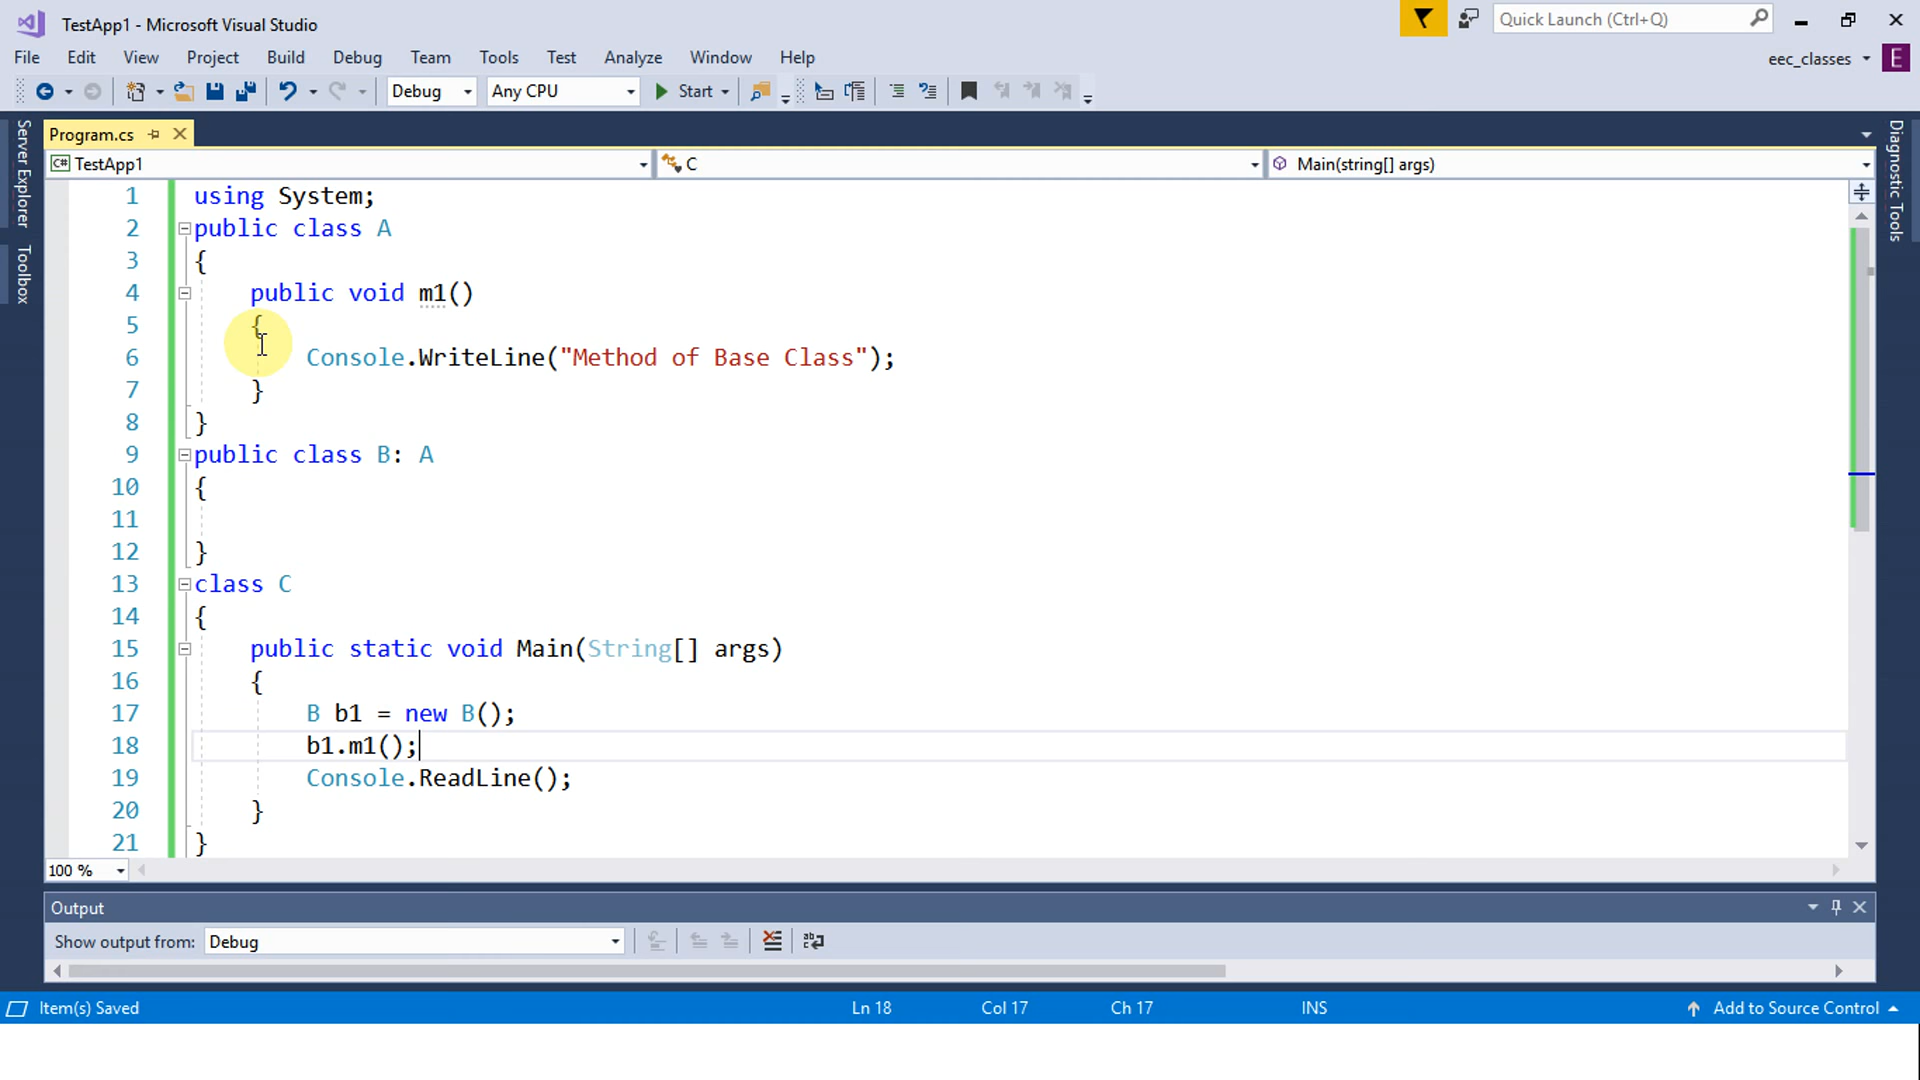 TestApp1 - Microsoft Visual Studio
Quick Launch (Ctrl+Q)
File Edit View Project Build Debug Team Tools Test Analyze Window Help
eec_classes E
Debug Any CPU Start
Server Explorer
Toolbox
Diagnostic Tools
Program.cs
C# TestApp1 C Main(string[] args)
1 using System;
2 public class A
3 {
4 public void m1()
5 {
6 Console.WriteLine("Method of Base Class");
7 }
8 }
9 public class B: A
10 {
11
12 }
13 class C
14 {
15 public static void Main(String[] args)
16 {
17 B b1 = new B();
18 b1.m1();
19 Console.ReadLine();
20 }
21 }
100 %
Output
Show output from: Debug
Item(s) Saved Ln 18 Col 17 Ch 17 INS Add to Source Control